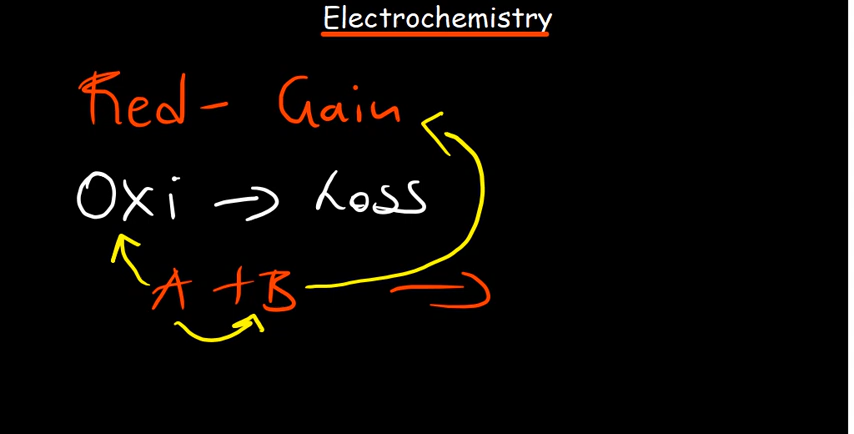 Electrochemistry
Red - Gain
Oxi → Loss
A + B →